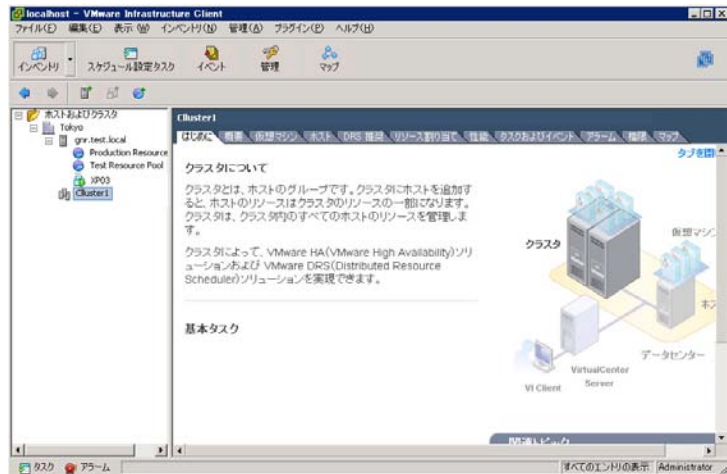 localhost - VMware Infrastructure Client
ファイル(F) 編集(E) 表示(W) インベントリ(N) 管理(A) プラグイン(P) ヘルプ(H)
インベントリ スケジュール設定タスク イベント 管理 マップ
ホストおよびクラスタ
Tokyo
gnr.test.local
Production Resource
Test Resource Pool
XP03
Cluster1
Cluster1
はじめに 概要 仮想マシン ホスト DRS 推奨 リソース割り当て 性能 タスクおよびイベント アラーム 権限 マップ
タブを閉
クラスタについて
クラスタとは、ホストのグループです。クラスタにホストを追加す
ると、ホストのリソースはクラスタのリソースの一部になります。
クラスタは、クラスタ内のすべてのホストのリソースを管理しま
す。
クラスタによって、VMware HA(VMware High Availability)ソリ
ューションおよび VMware DRS(Distributed Resource
Scheduler)ソリューションを実現できます。
基本タスク
クラスタ
仮想マシン
ホス
データセンター
VirtualCenter
Server
VI Client
関連トピック
タスク アラーム
すべてのエントリの表示 Administrator